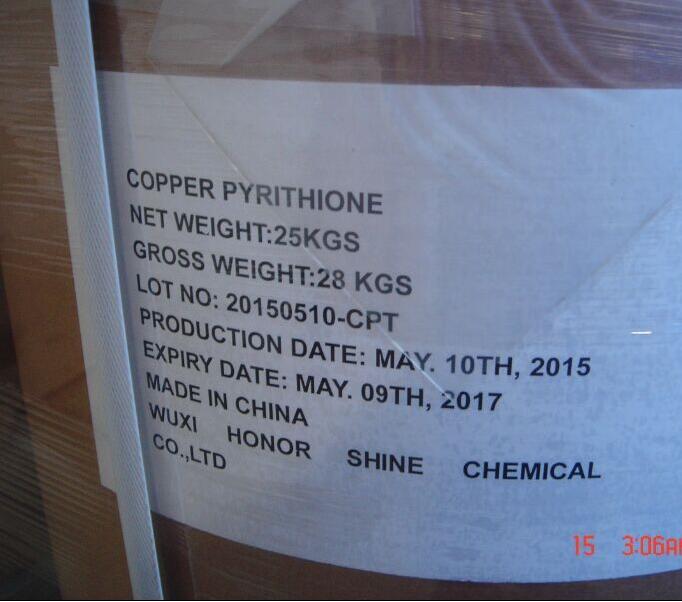 COPPER PYRITHIONE
NET WEIGHT:25KGS
GROSS WEIGHT:28 KGS
LOT NO: 20150510-CPT
PRODUCTION DATE: MAY. 10TH, 2015
EXPIRY DATE: MAY. 09TH, 2017
MADE IN CHINA
WUXI HONOR SHINE CHEMICAL
CO.,LTD
15 3:06AM